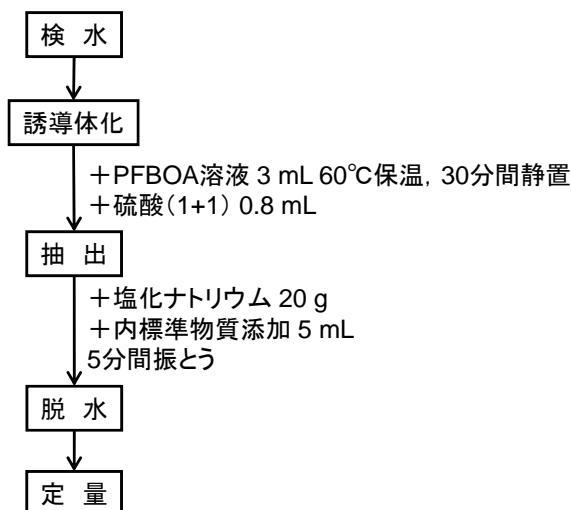 検 水
誘導体化
＋PFBOA溶液 3 mL 60℃保温, 30分間静置
＋硫酸（1+1） 0.8 mL
抽 出
＋塩化ナトリウム 20 g
＋内標準物質添加 5 mL
5分間振とう
脱 水
定 量